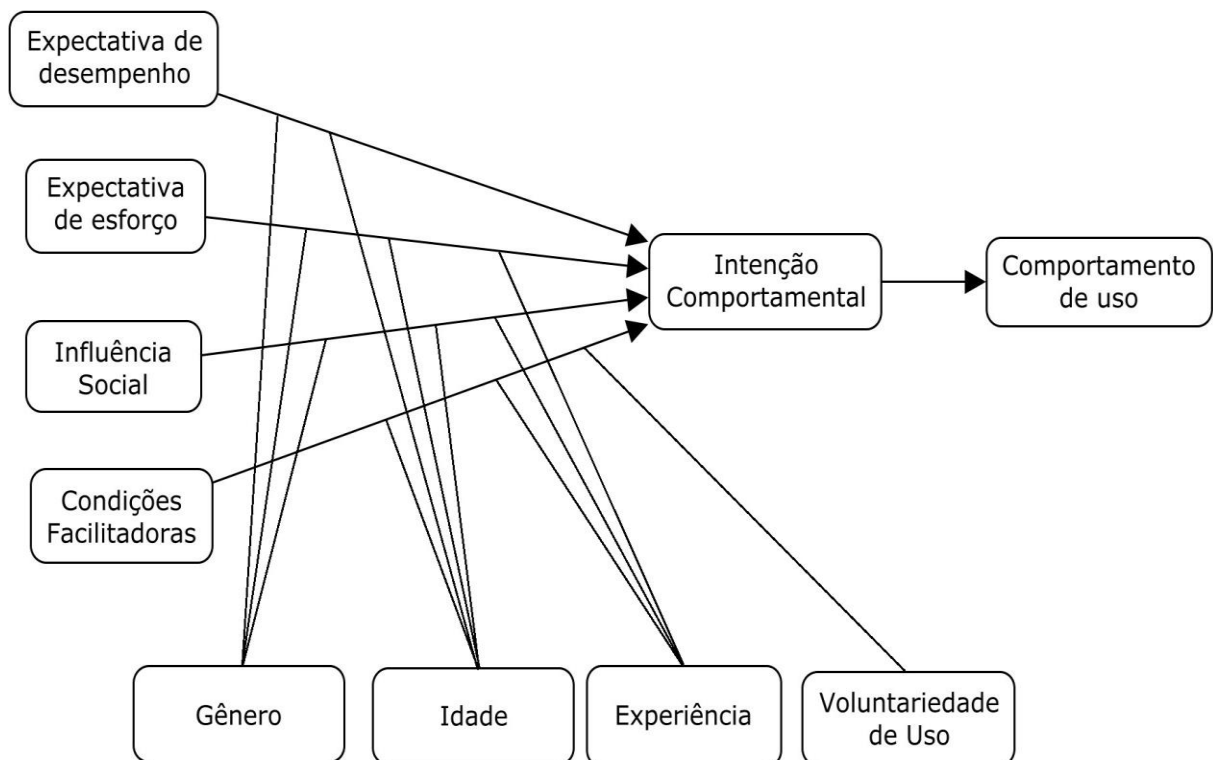 Expectativa de
desempenho
Expectativa
de esforço
Influência
Social
Condições
Facilitadoras
Intenção
Comportamental
Comportamento
de uso
Gênero
Idade
Experiência
Voluntariedade
de Uso